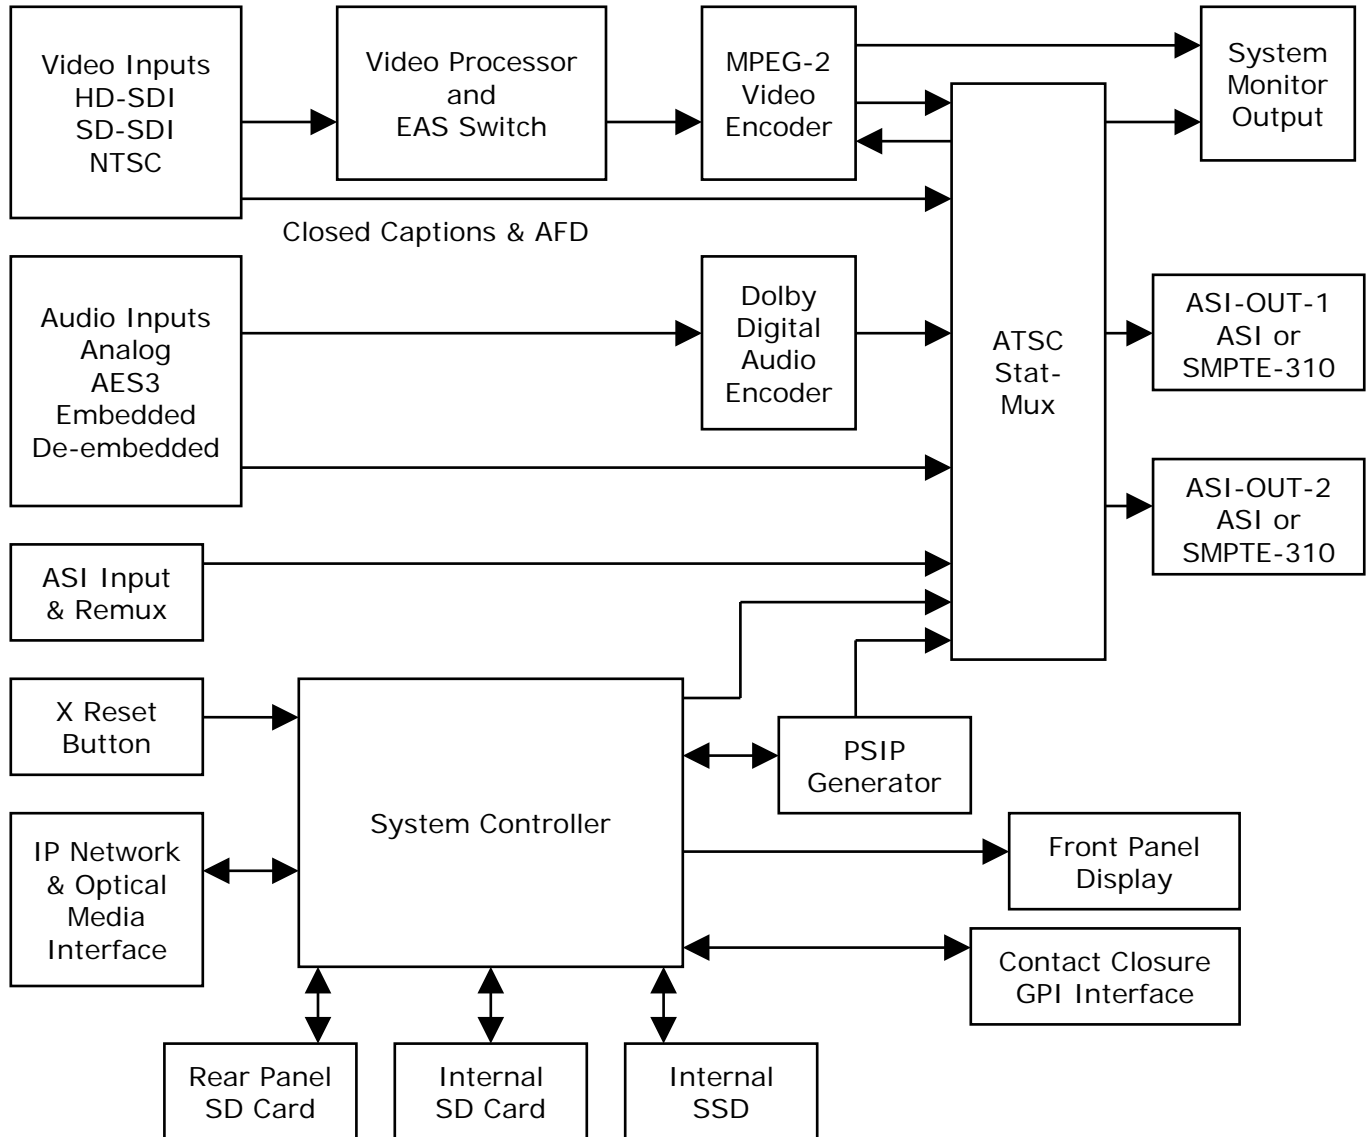 Video Inputs
HD-SDI
SD-SDI
NTSC
Video Processor
and
EAS Switch
MPEG-2
Video
Encoder
System
Monitor
Output
Closed Captions & AFD
Audio Inputs
Analog
AES3
Embedded
De-embedded
Dolby
Digital
Audio
Encoder
ATSC
Stat-
Mux
ASI-OUT-1
ASI or
SMPTE-310
ASI-OUT-2
ASI or
SMPTE-310
ASI Input
& Remux
X Reset
Button
System Controller
PSIP
Generator
IP Network
& Optical
Media
Interface
Front Panel
Display
Contact Closure
GPI Interface
Rear Panel
SD Card
Internal
SD Card
Internal
SSD